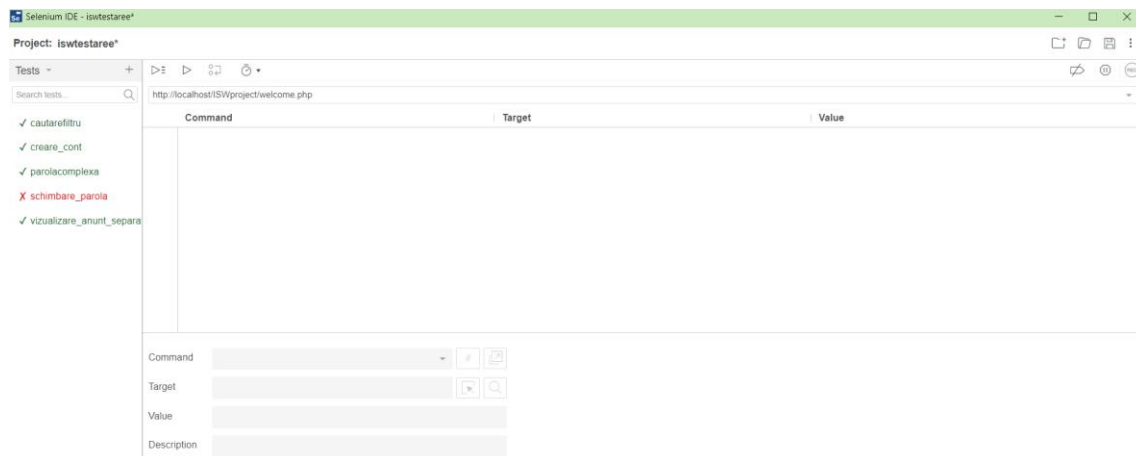 Selenium IDE - iswtestaree*
Project: iswtestaree*
Tests
Search tests...
http://localhost/ISWproject/welcome.php
Command Target Value
✓ cautarefiltru
✓ creare_cont
✓ parolacomplexa
✗ schimbare_parola
✓ vizualizare_anunt_separa
Command
Target
Value
Description